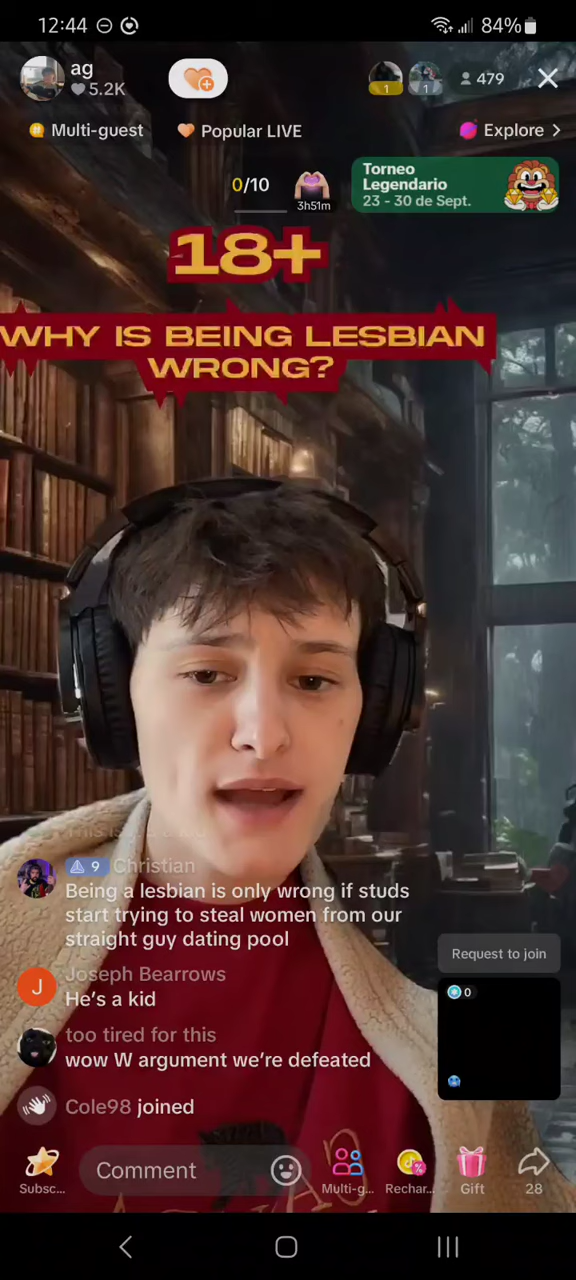 12:44
84%
ag
5.2K
1
1
479
Multi-guest
Popular LIVE
Explore >
0/10
3h51m
Torneo
Legendario
23 - 30 de Sept.
18+
WHY IS BEING LESBIAN
WRONG?
9 Christian
Being a lesbian is only wrong if studs
start trying to steal women from our
straight guy dating pool
J
Joseph Bearrows
He's a kid
too tired for this
wow W argument we're defeated
Cole98 joined
Request to join
0
Subsc...
Comment
Multi-g...
Rechar...
Gift
28